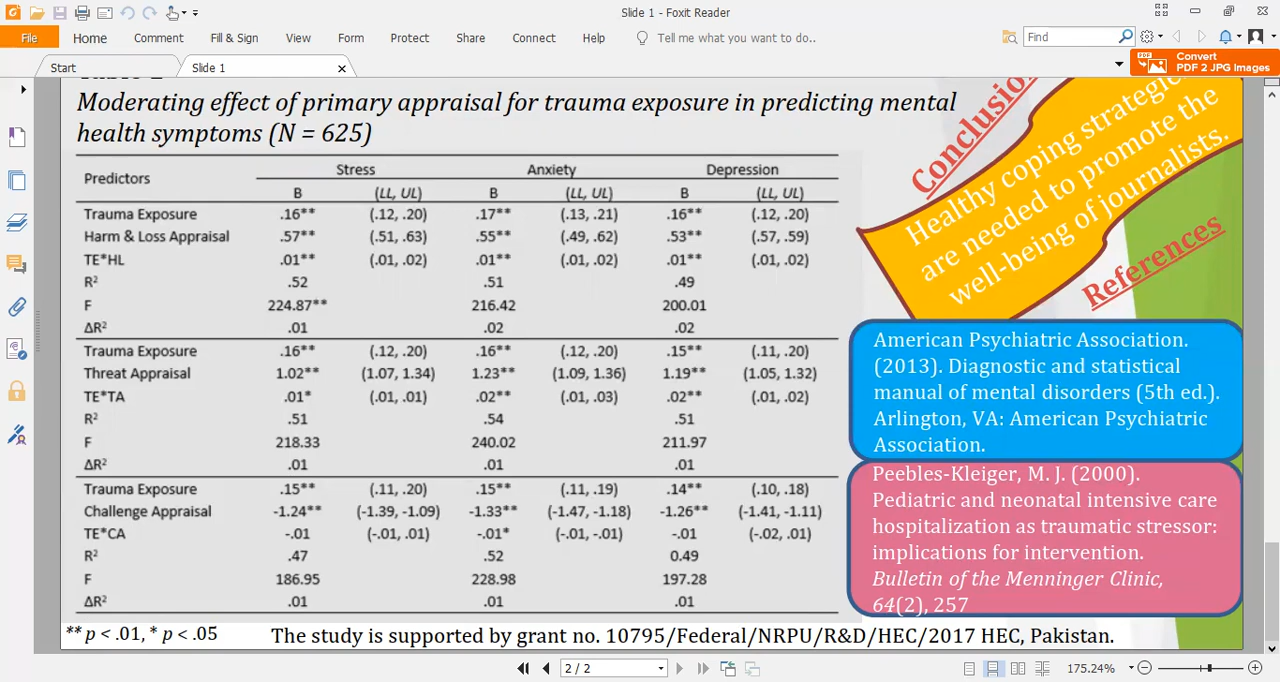 Slide 1 - Foxit Reader
File Home Comment Fill & Sign View Form Protect Share Connect Help Tell me what you want to do.. Find
Start Slide 1 x
Convert
PDF 2 JPG Images
Moderating effect of primary appraisal for trauma exposure in predicting mental
health symptoms (N = 625)
Predictors Stress Anxiety Depression
B (LL, UL) B (LL, UL) B (LL, UL)
Trauma Exposure .16** (.12, .20) .17** (.13, .21) .16** (.12, .20)
Harm & Loss Appraisal .57** (.51, .63) .55** (.49, .62) .53** (.57, .59)
TE*HL .01** (.01, .02) .01** (.01, .02) .01** (.01, .02)
R² .52 .51 .49
F 224.87** 216.42 200.01
ΔR² .01 .02 .02
Trauma Exposure .16** (.12, .20) .16** (.12, .20) .15** (.11, .20)
Threat Appraisal 1.02** (1.07, 1.34) 1.23** (1.09, 1.36) 1.19** (1.05, 1.32)
TE*TA .01* (.01, .01) .02** (.01, .03) .02** (.01, .02)
R² .51 .54 .51
F 218.33 240.02 211.97
ΔR² .01 .01 .01
Trauma Exposure .15** (.11, .20) .15** (.11, .19) .14** (.10, .18)
Challenge Appraisal -1.24** (-1.39, -1.09) -1.33** (-1.47, -1.18) -1.26** (-1.41, -1.11)
TE*CA -.01 (-.01, .01) -.01* (-.01, -.01) -.01 (-.02, .01)
R² .47 .52 0.49
F 186.95 228.98 197.28
ΔR² .01 .01 .01
** p < .01, * p < .05
The study is supported by grant no. 10795/Federal/NRPU/R&D/HEC/2017 HEC, Pakistan.
Conclusion
Healthy coping strategies
are needed to promote the
well-being of journalists.
References
American Psychiatric Association.
(2013). Diagnostic and statistical
manual of mental disorders (5th ed.).
Arlington, VA: American Psychiatric
Association.
Peebles-Kleiger, M. J. (2000).
Pediatric and neonatal intensive care
hospitalization as traumatic stressor:
implications for intervention.
Bulletin of the Menninger Clinic,
64(2), 257
2 / 2
175.24%